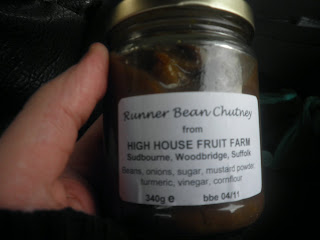 Runner Bean Chutney
from
HIGH HOUSE FRUIT FARM
Sudbourne, Woodbridge, Suffolk
Beans, onions, sugar, mustard powder,
turmeric, vinegar, cornflour
340g e bbe 04/11